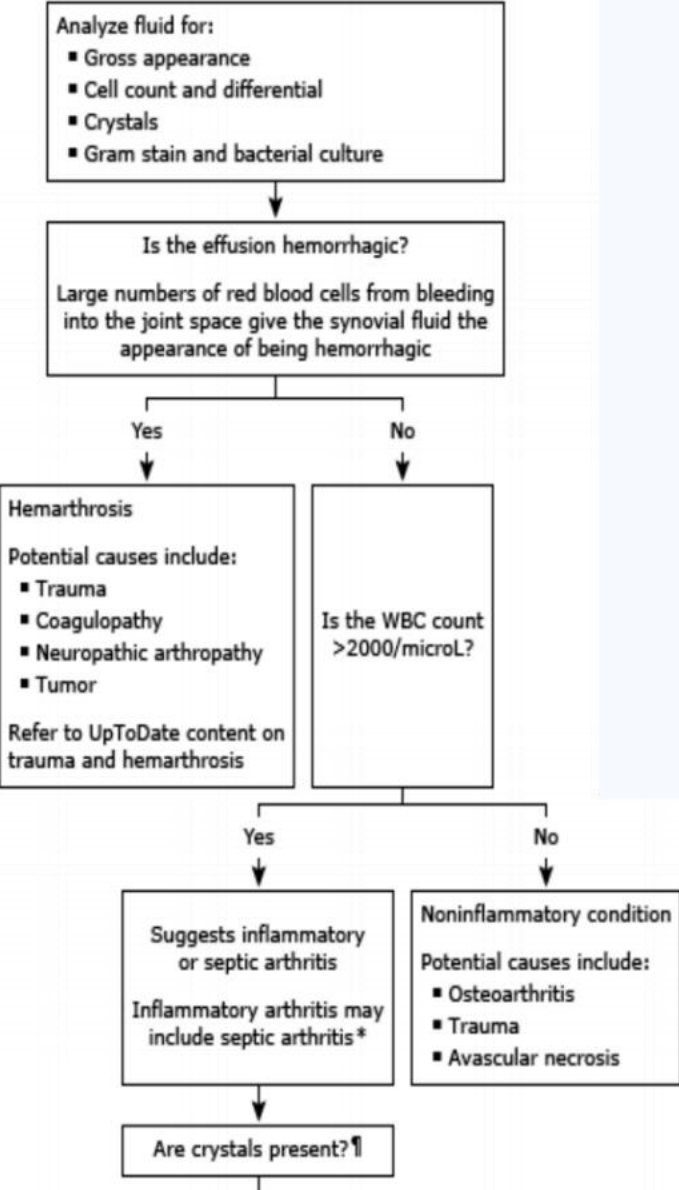 Analyze fluid for:
▪ Gross appearance
▪ Cell count and differential
▪ Crystals
▪ Gram stain and bacterial culture
Is the effusion hemorrhagic?
Large numbers of red blood cells from bleeding
into the joint space give the synovial fluid the
appearance of being hemorrhagic
Yes
No
Hemarthrosis
Potential causes include:
▪ Trauma
▪ Coagulopathy
▪ Neuropathic arthropathy
▪ Tumor
Refer to UpToDate content on
trauma and hemarthrosis
Is the WBC count
>2000/microL?
Yes
No
Suggests inflammatory
or septic arthritis
Inflammatory arthritis may
include septic arthritis*
Noninflammatory condition
Potential causes include:
▪ Osteoarthritis
▪ Trauma
▪ Avascular necrosis
Are crystals present?¶